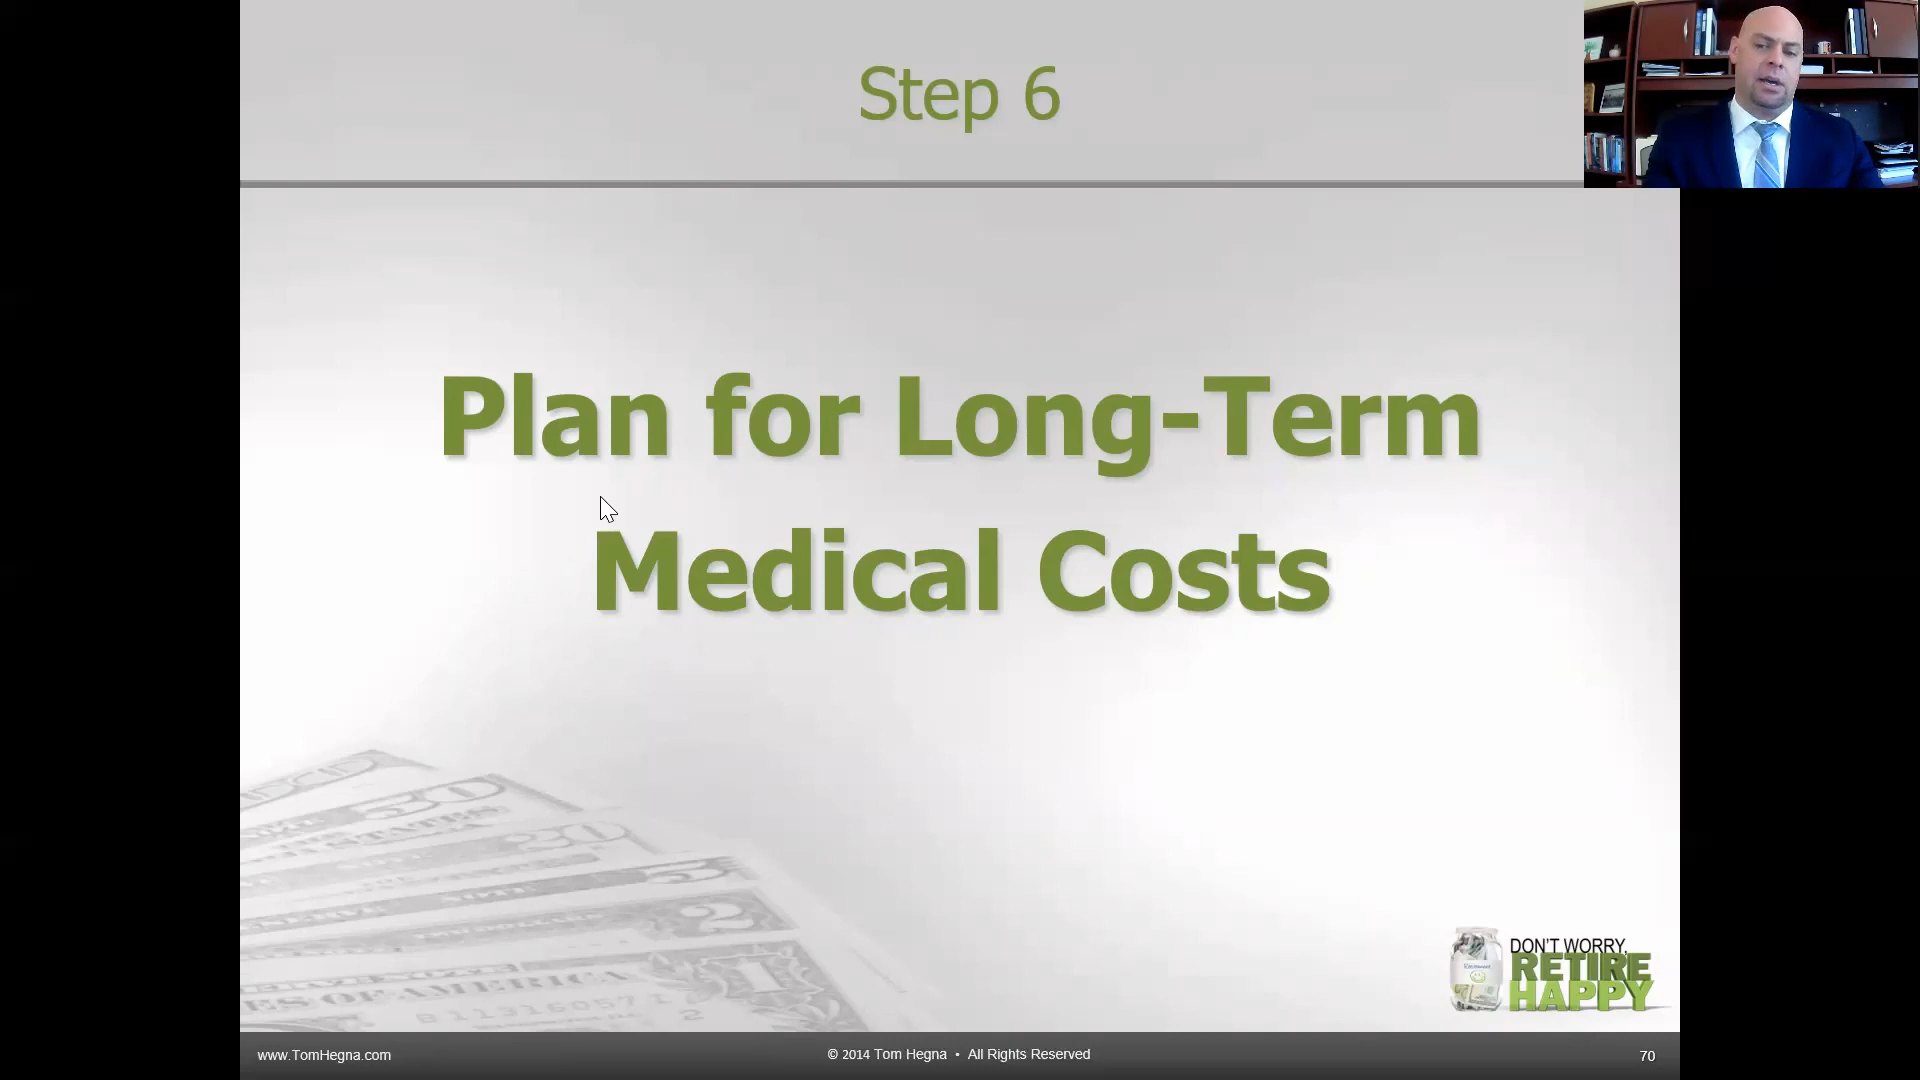 Step 6
Plan for Long-Term
Medical Costs
DON'T WORRY,
RETIRE
HAPPY
www.TomHegna.com
© 2014 Tom Hegna • All Rights Reserved
70